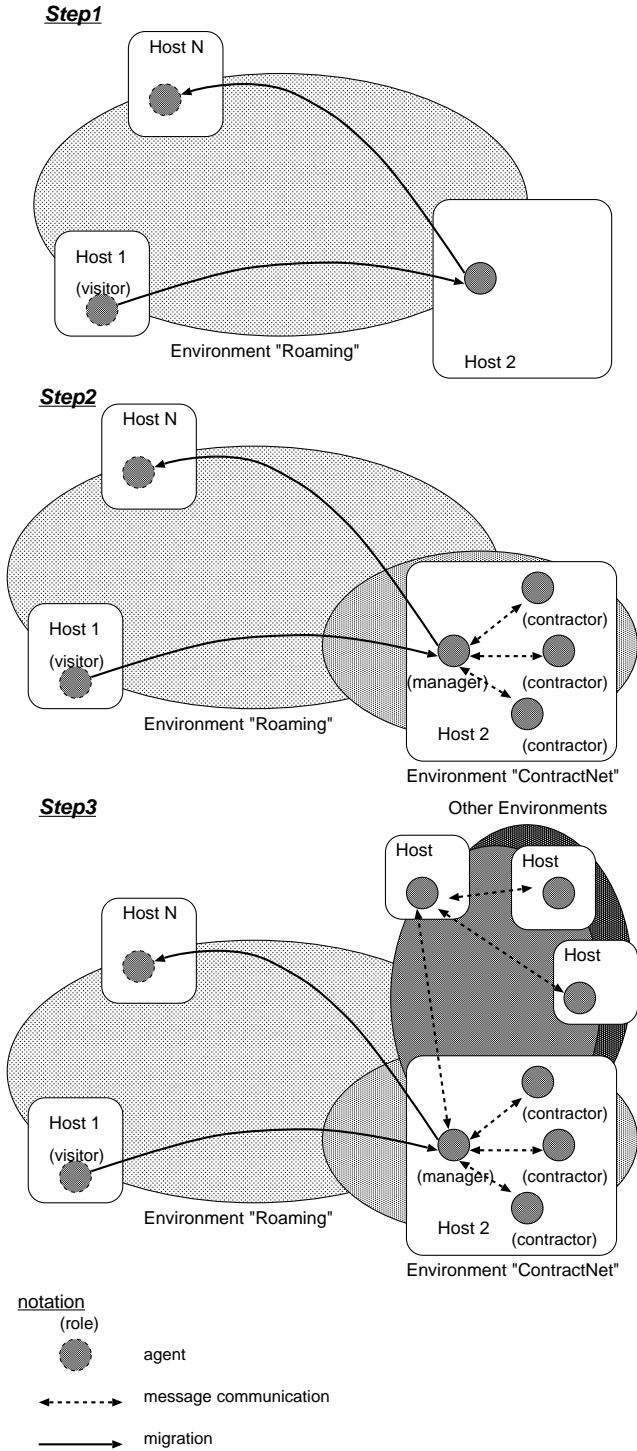 Step1
Host N
Host 1
(visitor)
Host 2
Environment "Roaming"
Step2
Host N
Host 1
(visitor)
(contractor)
(manager)
(contractor)
Host 2
(contractor)
Environment "Roaming"
Environment "ContractNet"
Step3
Other Environments
Host
Host
Host N
Host
Host 1
(visitor)
(contractor)
(manager)
(contractor)
Host 2
(contractor)
Environment "Roaming"
Environment "ContractNet"
notation
(role)
agent
message communication
migration